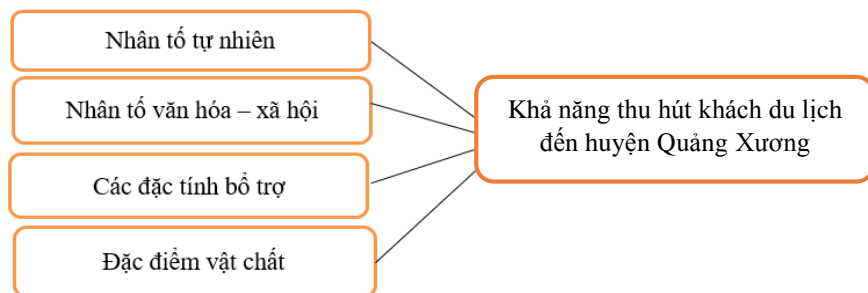 Nhân tố tự nhiên
Nhân tố văn hóa – xã hội
Các đặc tính bổ trợ
Đặc điểm vật chất
Khả năng thu hút khách du lịch
đến huyện Quảng Xương